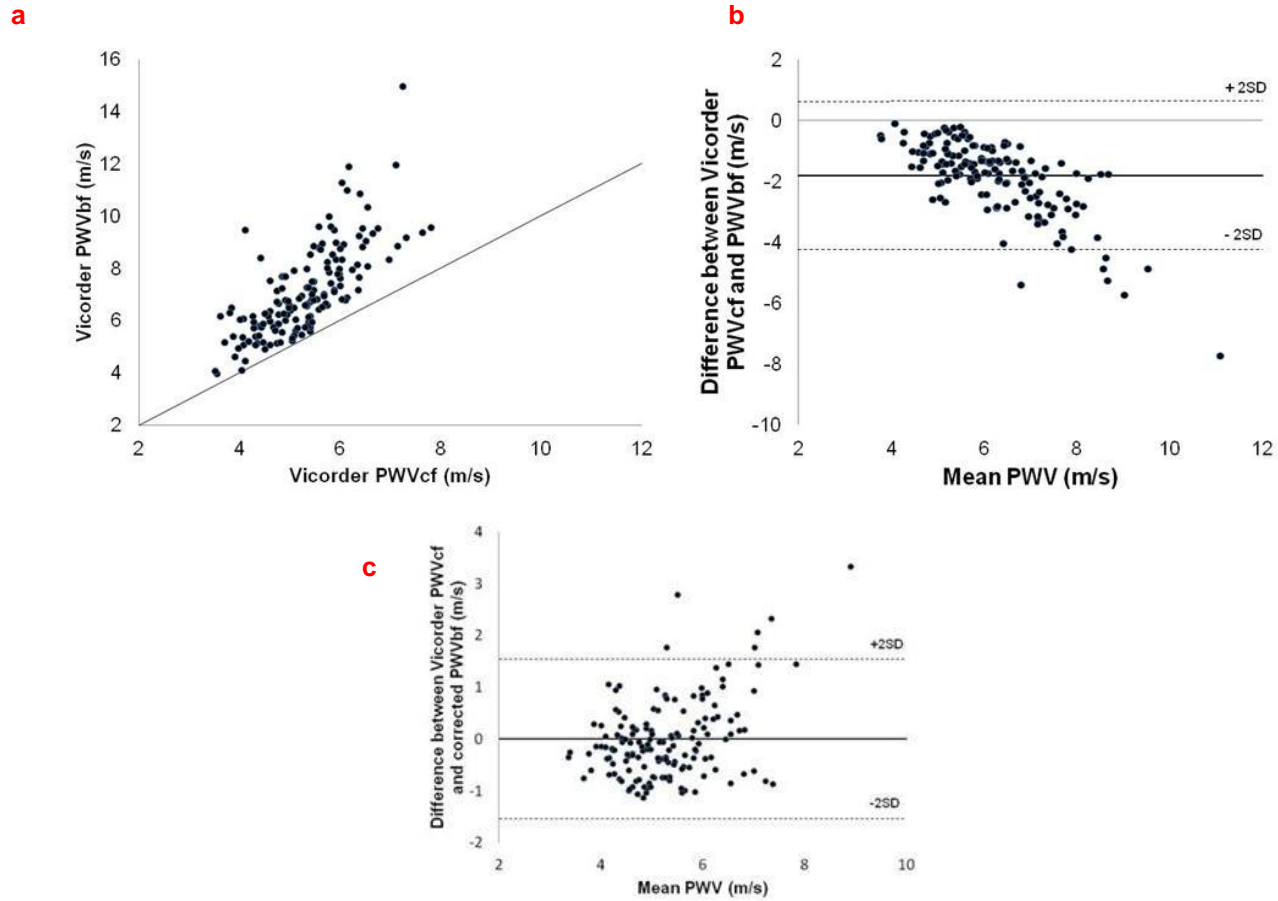 a
16
14
12
10
8
6
4
2
Vicorder PWVbf (m/s)
2 4 6 8 10 12
Vicorder PWVcf (m/s)
b
2
0
-2
-4
-6
-8
-10
Difference between Vicorder
PWVcf and PWVbf (m/s)
+ 2SD
- 2SD
2 4 6 8 10 12
Mean PWV (m/s)
c
4
3
2
1
0
-1
-2
Difference between Vicorder PWVcf
and corrected PWVbf (m/s)
+2SD
-2SD
2 4 6 8 10
Mean PWV (m/s)